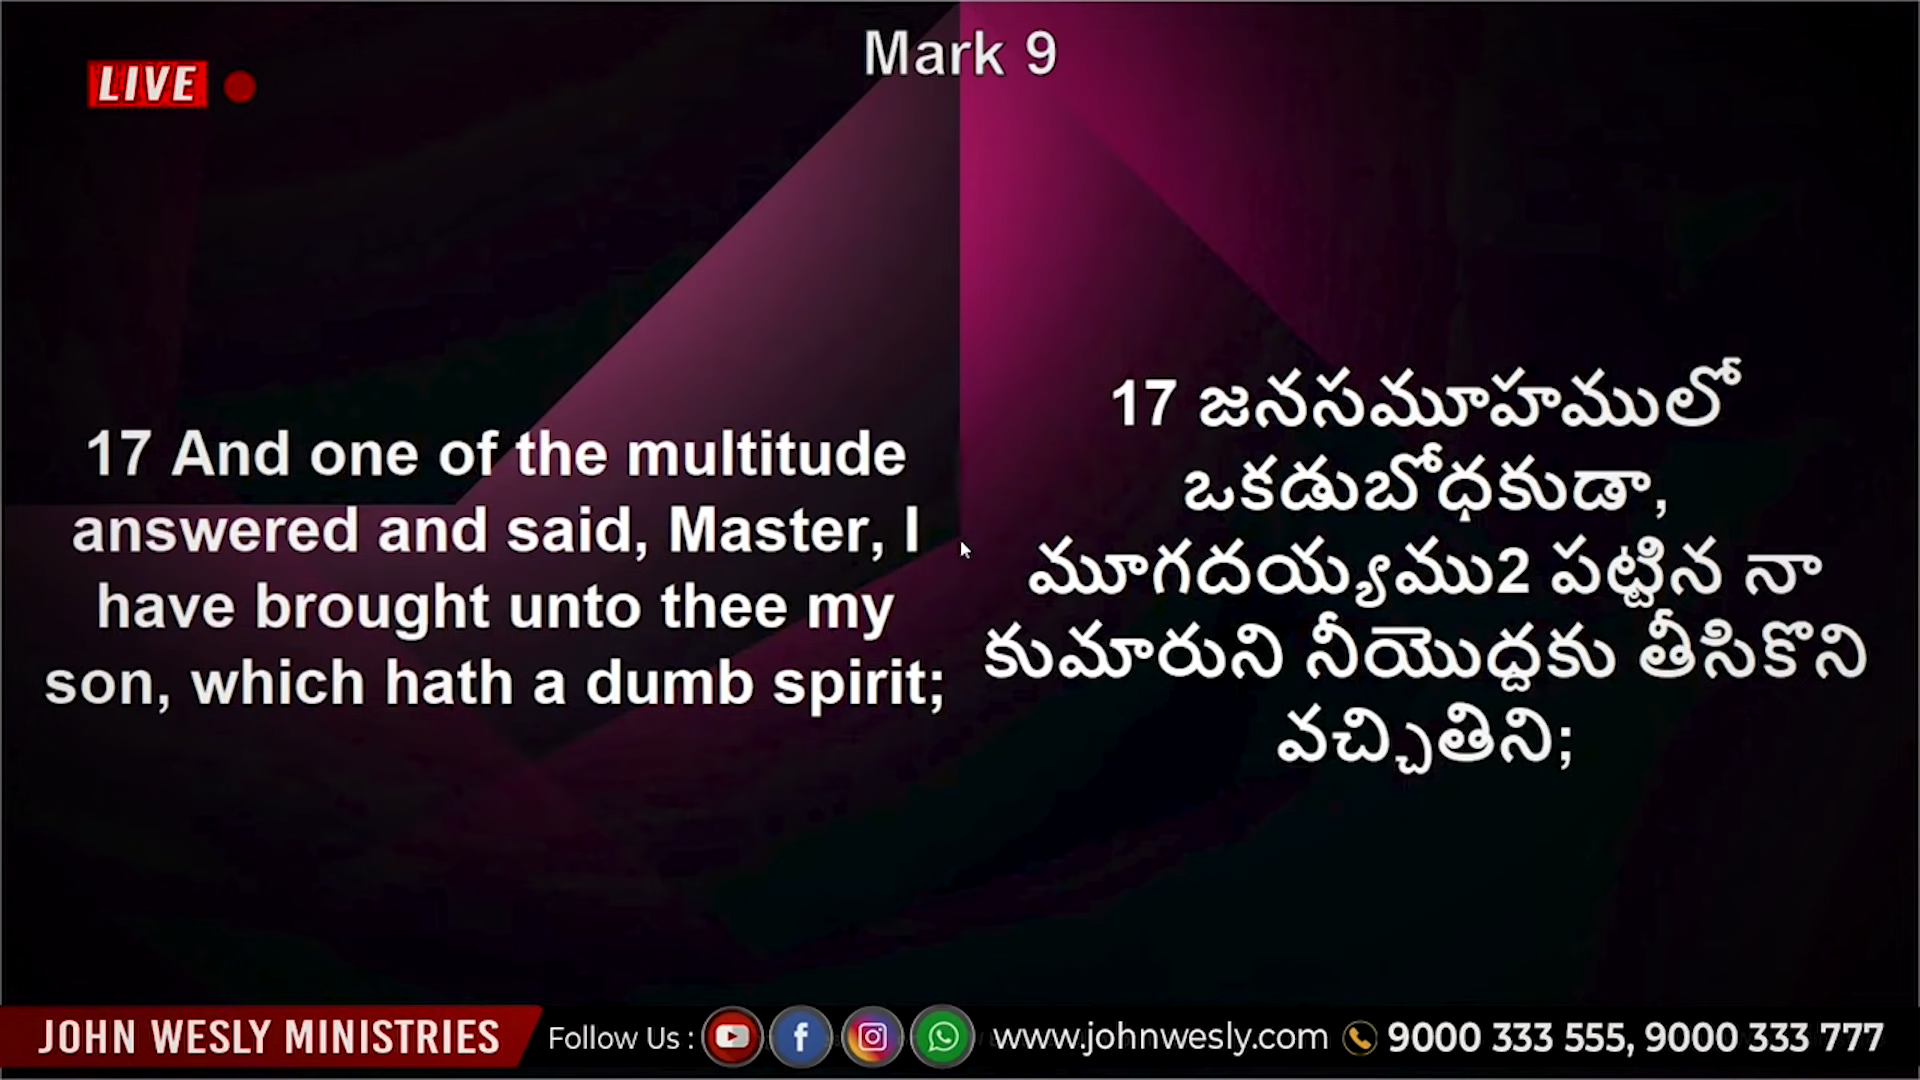 Mark 9
LIVE
17 And one of the multitude
answered and said, Master, I
have brought unto thee my
son, which hath a dumb spirit;
17 జనసమూహములో
ఒకడుబోధకుడా,
మూగదయ్యము2 పట్టిన నా
కుమారుని నీయొద్దకు తీసికొని
వచ్చితిని;
JOHN WESLY MINISTRIES
Follow Us :
www.johnwesly.com
9000 333 555, 9000 333 777